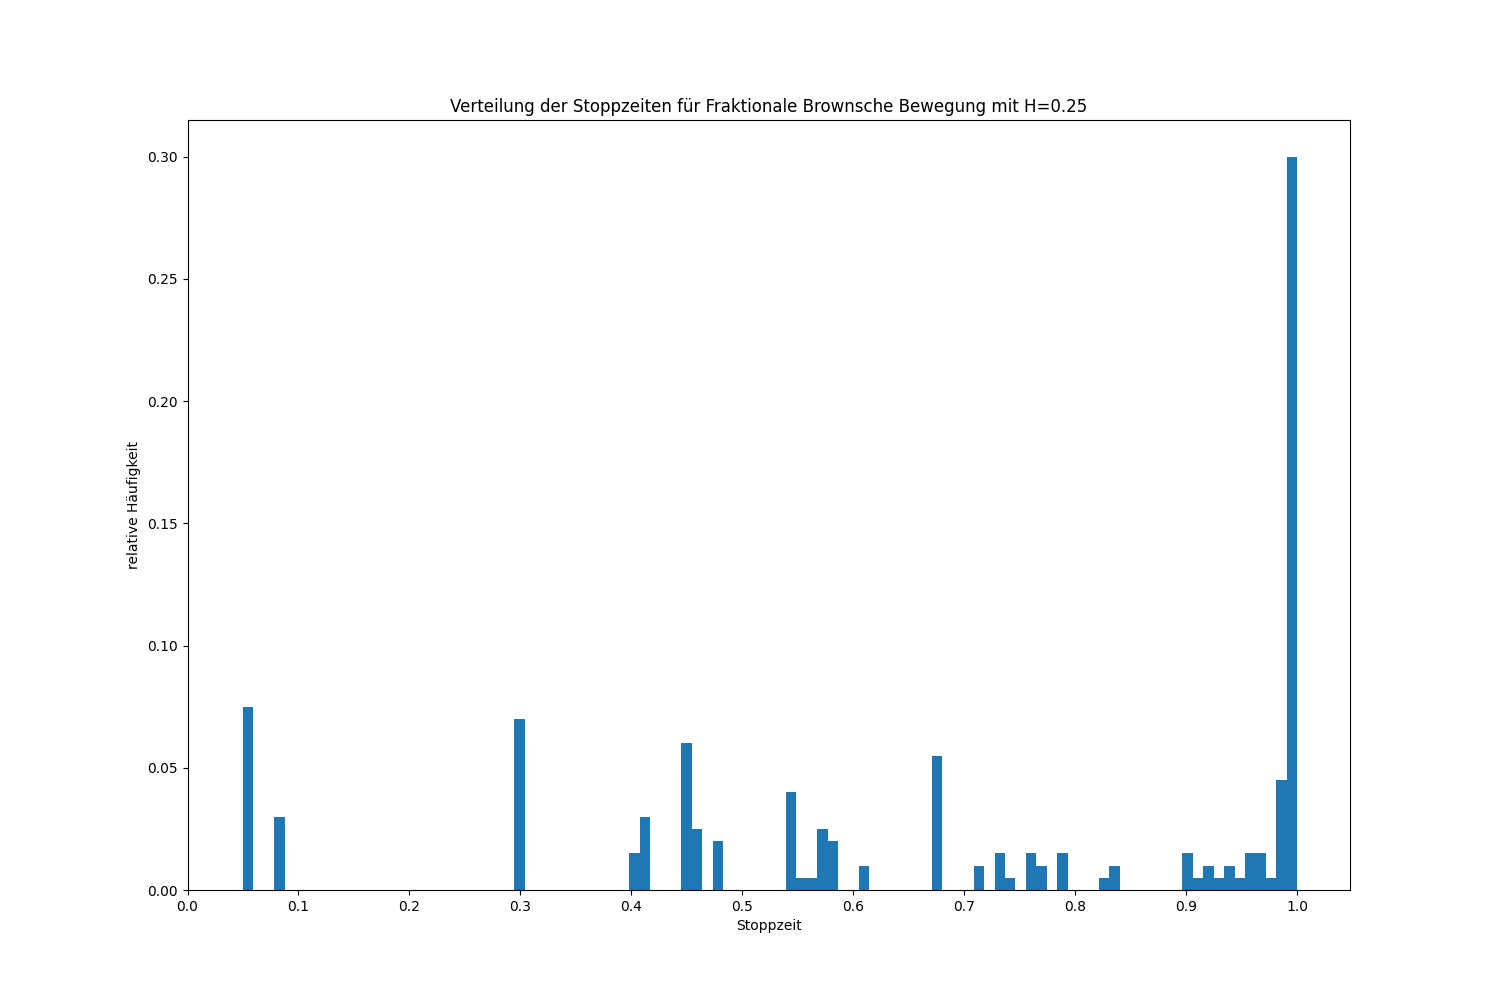 Verteilung der Stoppzeiten für Fraktionale Brownsche Bewegung mit H=0.25
0.30
0.25
0.20
0.15
0.10
0.05
0.00
relative Häufigkeit
0.0 0.1 0.2 0.3 0.4 0.5 0.6 0.7 0.8 0.9 1.0
Stoppzeit